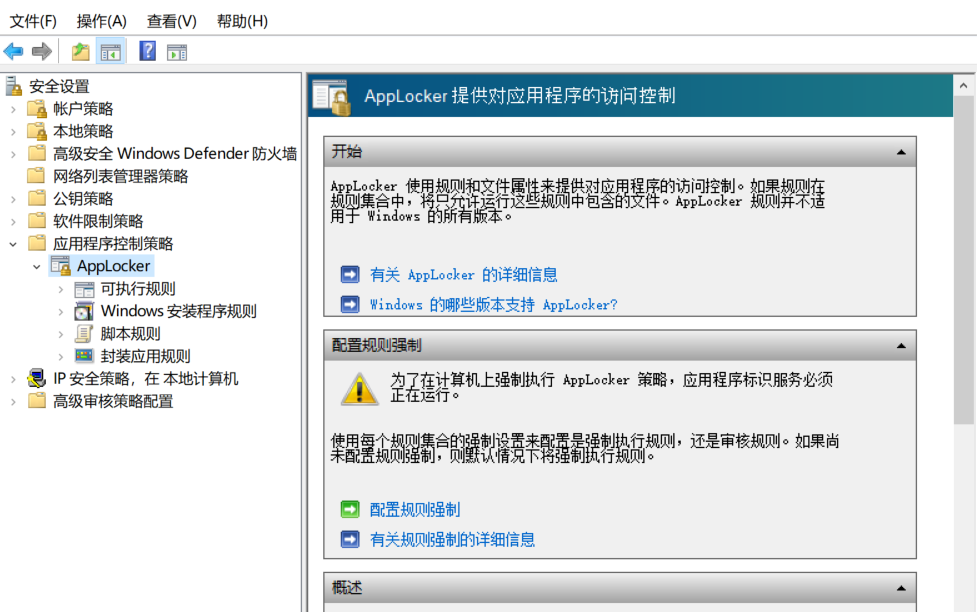 文件(F) 操作(A) 查看(V) 帮助(H)
安全设置
帐户策略
本地策略
高级安全 Windows Defender 防火墙
网络列表管理器策略
公钥策略
软件限制策略
应用程序控制策略
AppLocker
可执行规则
Windows 安装程序规则
脚本规则
封装应用规则
IP 安全策略，在 本地计算机
高级审核策略配置
AppLocker 提供对应用程序的访问控制
开始
AppLocker 使用规则和文件属性来提供对应用程序的访问控制。如果规则在
规则集合中，将只允许运行这些规则中包含的文件。AppLocker 规则并不适
用于 Windows 的所有版本。
有关 AppLocker 的详细信息
Windows 的哪些版本支持 AppLocker?
配置规则强制
为了在计算机上强制执行 AppLocker 策略，应用程序标识服务必须
正在运行。
使用每个规则集合的强制设置来配置是强制执行规则，还是审核规则。如果尚
未配置规则强制，则默认情况下将强制执行规则。
配置规则强制
有关规则强制的详细信息
概述